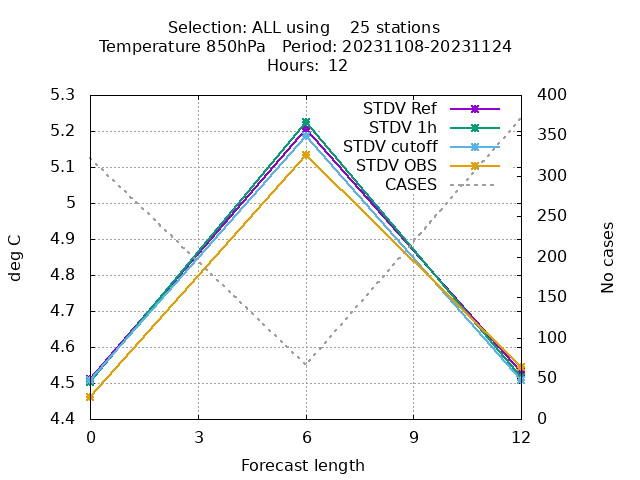 Selection: ALL using    25 stations
Temperature 850hPa   Period: 20231108-20231124
Hours:  12
5.3
5.2
5.1
5
4.9
4.8
4.7
4.6
4.5
4.4
400
350
300
250
200
150
100
50
0
STDV Ref
STDV 1h
STDV cutoff
STDV OBS
CASES
deg C
No cases
0
3
6
9
12
Forecast length